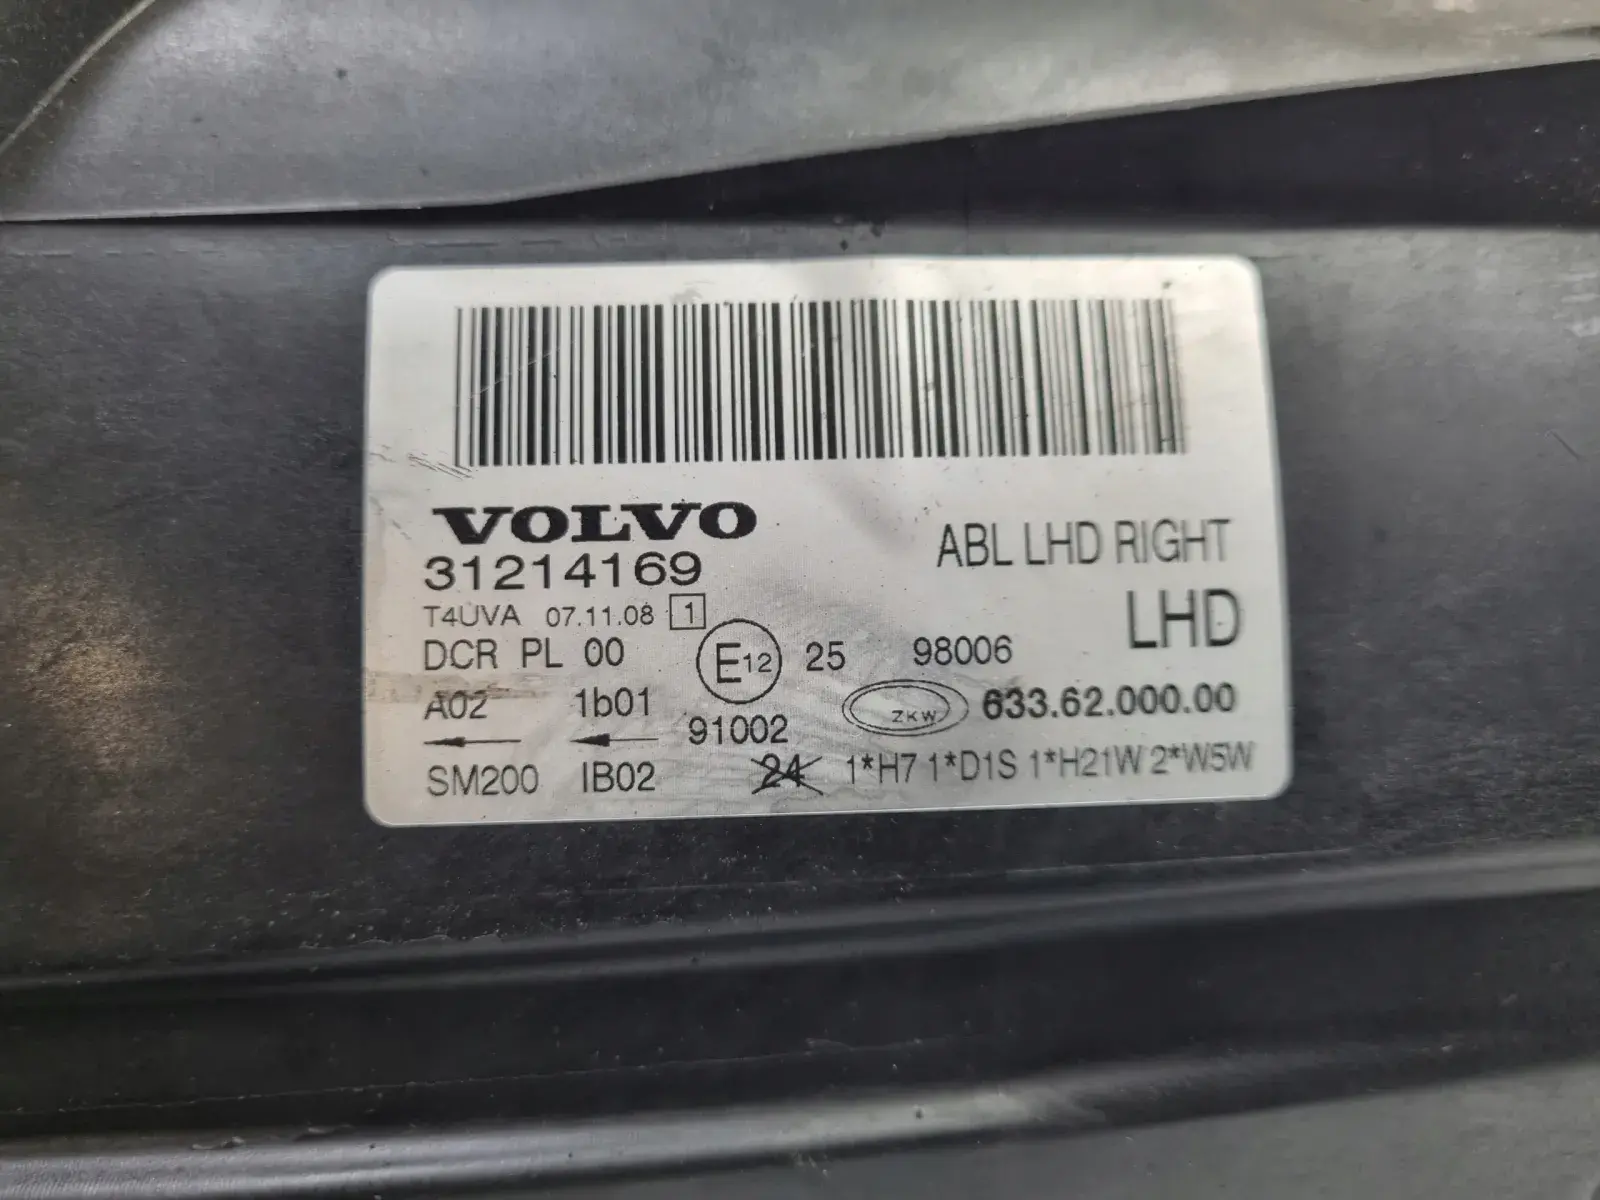 VOLVO
31214169
ABL LHD RIGHT
T4UVA 07.11.08 1
LHD
DCR PL 00 E12 25 98006
A02 1b01 91002 ZKW 633.62.000.00
SM200 IB02 24 1*H7 1*D1S 1*H21W 2*W5W